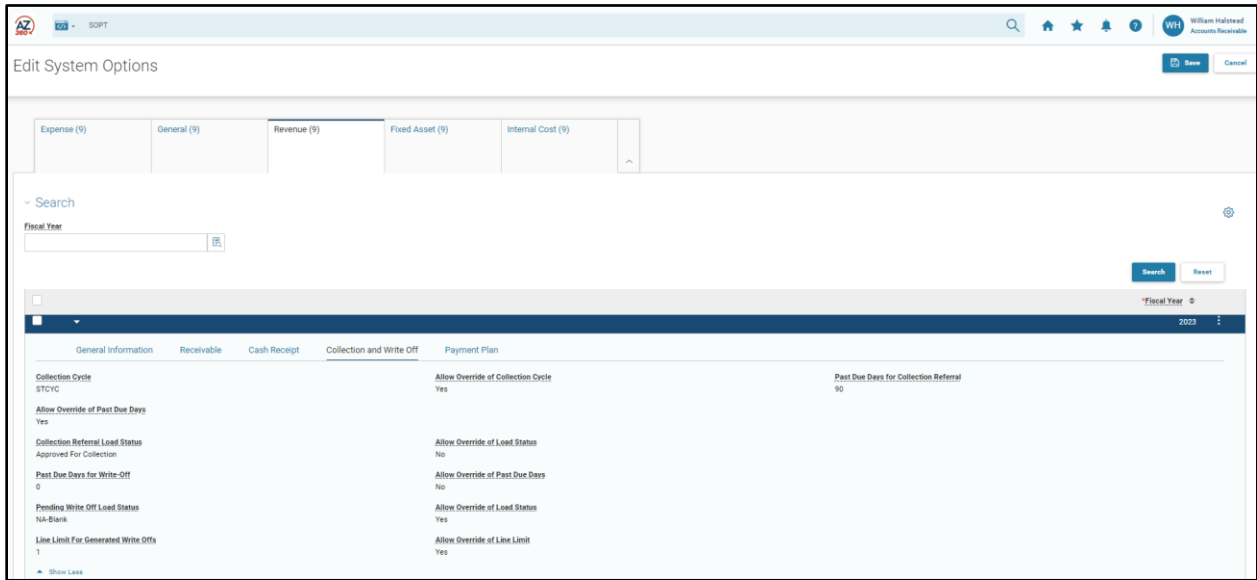 AZ 360 SOPT WH William Halstead
Accounts Receivable
Edit System Options Save Cancel
Expense (9) General (9) Revenue (9) Fixed Asset (9) Internal Cost (9)
Search
Fiscal Year
Search Reset
*Fiscal Year
2023
General Information Receivable Cash Receipt Collection and Write Off Payment Plan
Collection Cycle Allow Override of Collection Cycle Past Due Days for Collection Referral
STCYC Yes 90
Allow Override of Past Due Days
Yes
Collection Referral Load Status Allow Override of Load Status
Approved For Collection No
Past Due Days for Write-Off Allow Override of Past Due Days
0 No
Pending Write Off Load Status Allow Override of Load Status
NA-Blank Yes
Line Limit For Generated Write Offs Allow Override of Line Limit
1 Yes
Show Less